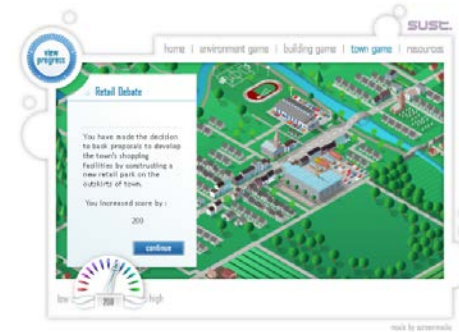 sust.
view
progress
home | environment game | building game | town game | resources
Retail Debate
You have made the decision
to back proposals to develop
the town's shopping
facilities by constructing a
new retail park on the
outskirts of town.
You increased score by :
200
continue
low 200 high
made by screenmedia